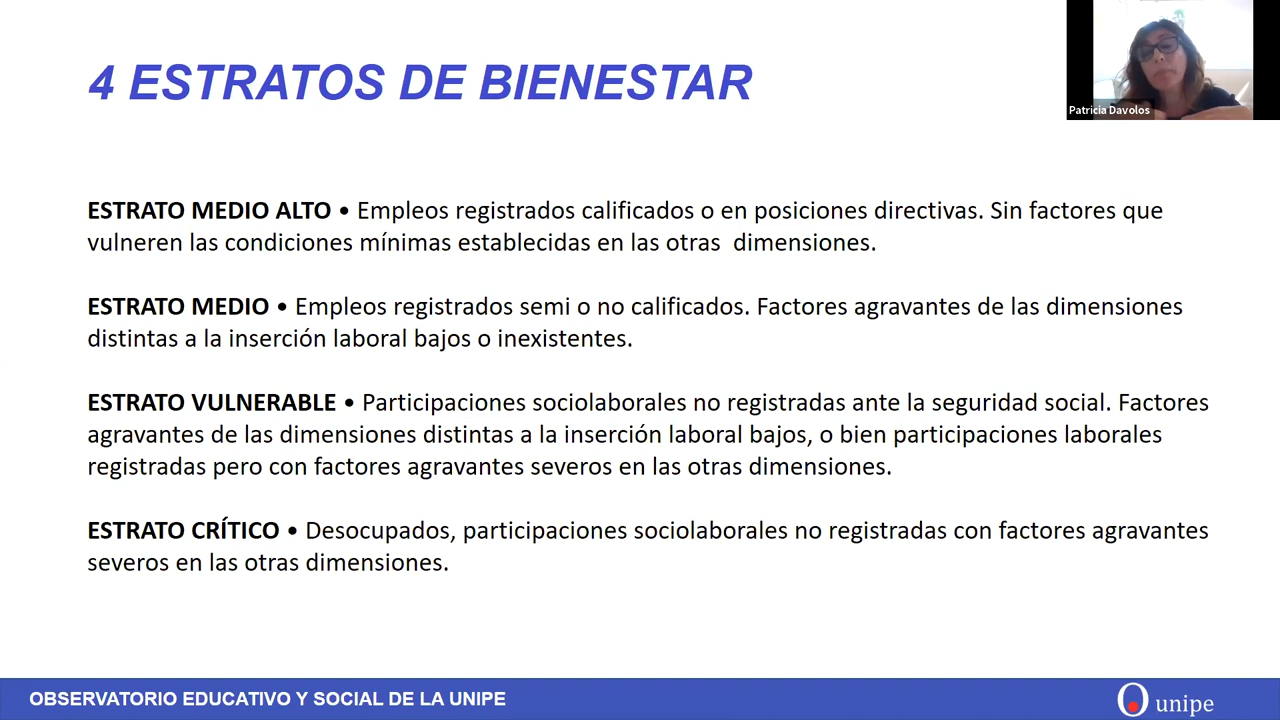 4 ESTRATOS DE BIENESTAR
Patricia Davolos
ESTRATO MEDIO ALTO • Empleos registrados calificados o en posiciones directivas. Sin factores que
vulneren las condiciones mínimas establecidas en las otras dimensiones.
ESTRATO MEDIO • Empleos registrados semi o no calificados. Factores agravantes de las dimensiones
distintas a la inserción laboral bajos o inexistentes.
ESTRATO VULNERABLE • Participaciones sociolaborales no registradas ante la seguridad social. Factores
agravantes de las dimensiones distintas a la inserción laboral bajos, o bien participaciones laborales
registradas pero con factores agravantes severos en las otras dimensiones.
ESTRATO CRÍTICO • Desocupados, participaciones sociolaborales no registradas con factores agravantes
severos en las otras dimensiones.
OBSERVATORIO EDUCATIVO Y SOCIAL DE LA UNIPE
unipe